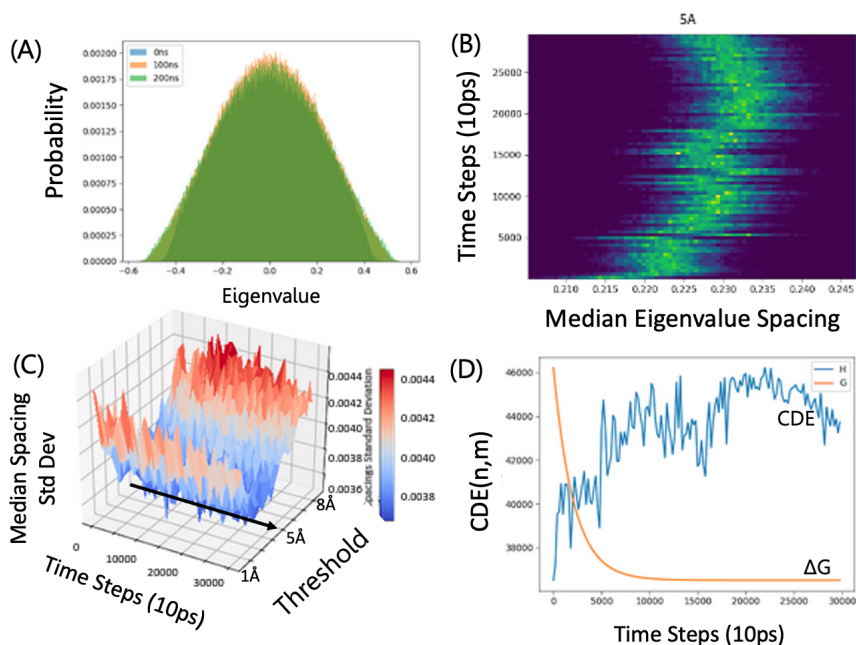 (A)
0.00200
0.00175
0.00150
0.00125
0.00100
0.00075
0.00050
0.00025
0.00000
Probability
0ns
100ns
200ns
−0.6 −0.4 −0.2 0.0 0.2 0.4 0.6
Eigenvalue
(B)
5A
25000
20000
15000
10000
5000
Time Steps (10ps)
0.210 0.215 0.220 0.225 0.230 0.235 0.240 0.245
Median Eigenvalue Spacing
(C)
Median Spacing
Std Dev
0.0044
0.0042
0.0040
0.0038
0.0036
0 10000 20000 30000
Time Steps (10ps)
1Å
5Å
8Å
Threshold
Spacings Standard Deviation
0.0044
0.0042
0.0040
0.0038
(D)
46000
44000
42000
40000
38000
CDE(n,m)
H
G
CDE
ΔG
0 5000 10000 15000 20000 25000 30000
Time Steps (10ps)